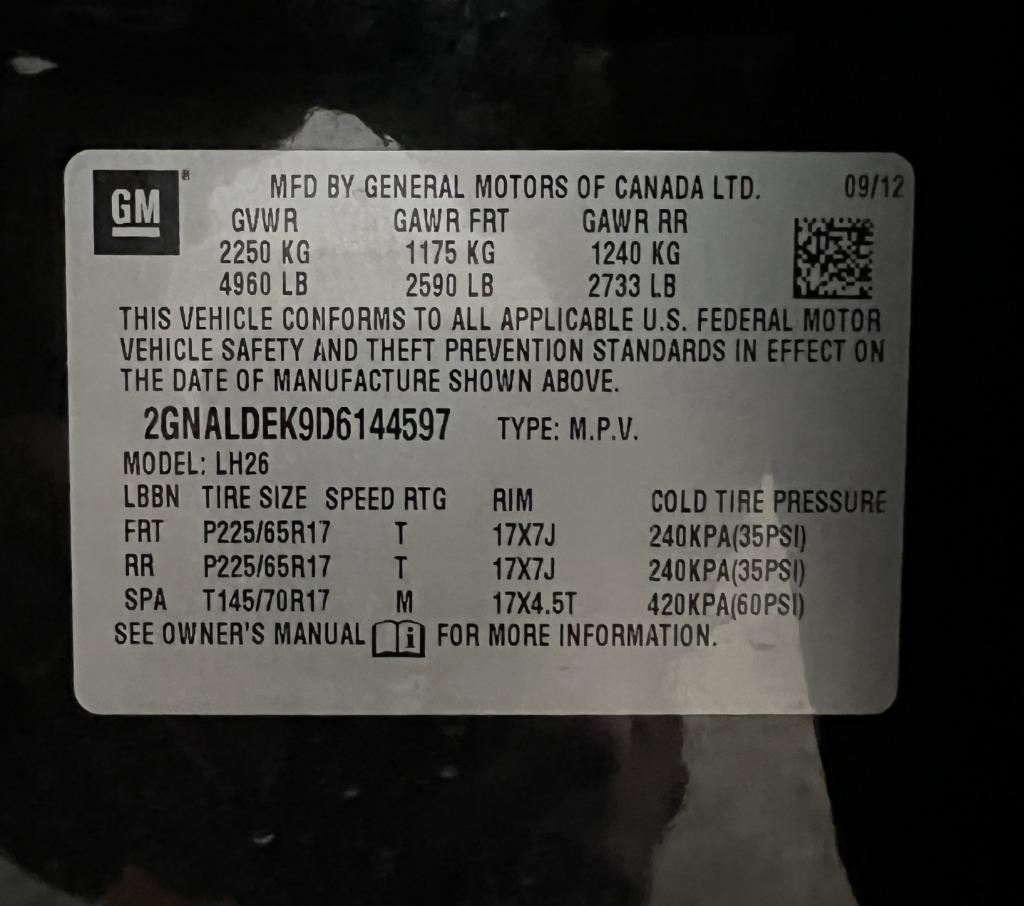 GM® MFD BY GENERAL MOTORS OF CANADA LTD. 09/12
GVWR GAWR FRT GAWR RR
2250 KG 1175 KG 1240 KG
4960 LB 2590 LB 2733 LB
THIS VEHICLE CONFORMS TO ALL APPLICABLE U.S. FEDERAL MOTOR
VEHICLE SAFETY AND THEFT PREVENTION STANDARDS IN EFFECT ON
THE DATE OF MANUFACTURE SHOWN ABOVE.
2GNALDEK9D6144597 TYPE: M.P.V.
MODEL: LH26
LBBN TIRE SIZE SPEED RTG RIM COLD TIRE PRESSURE
FRT P225/65R17 T 17X7J 240KPA(35PSI)
RR P225/65R17 T 17X7J 240KPA(35PSI)
SPA T145/70R17 M 17X4.5T 420KPA(60PSI)
SEE OWNER'S MANUAL i FOR MORE INFORMATION.